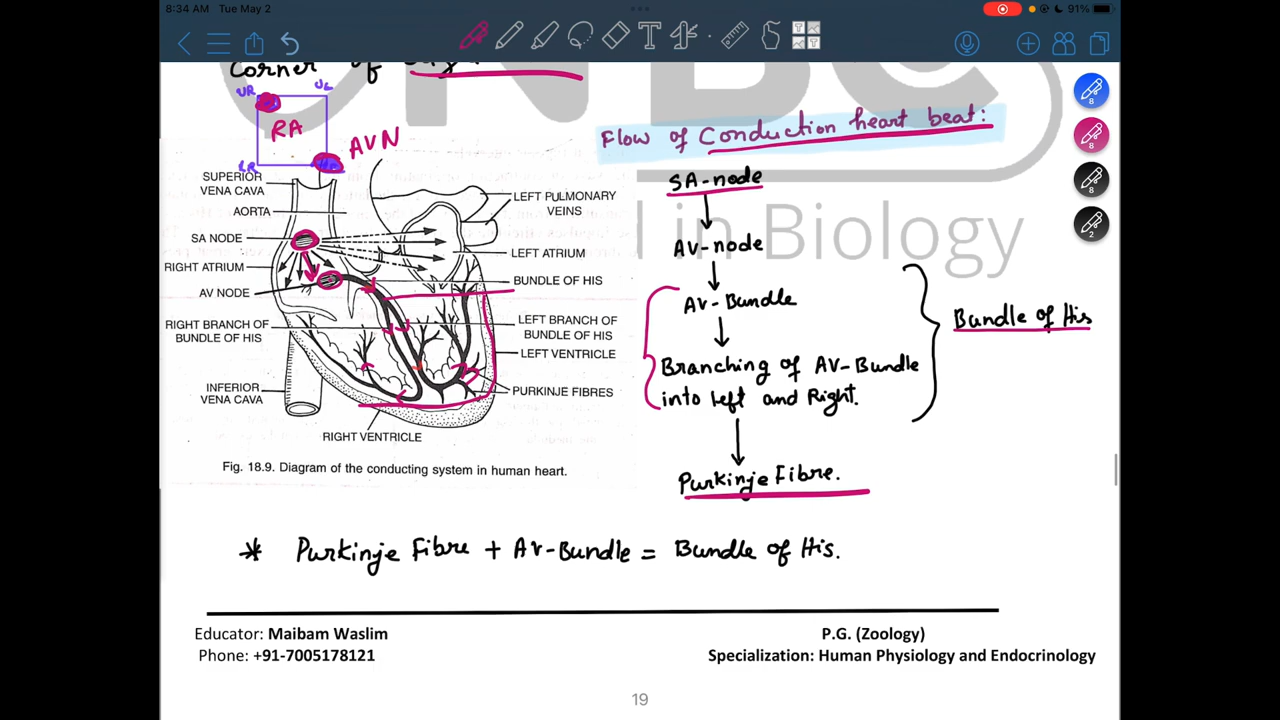 8:34 AM Tue May 2
91%
Corner of
UR UL
RA
LR
AVN
Flow of Conduction heart beat:
SUPERIOR
VENA CAVA
AORTA
SA NODE
RIGHT ATRIUM
AV NODE
RIGHT BRANCH OF
BUNDLE OF HIS
INFERIOR
VENA CAVA
RIGHT VENTRICLE
LEFT PULMONARY
VEINS
LEFT ATRIUM
BUNDLE OF HIS
LEFT BRANCH OF
BUNDLE OF HIS
LEFT VENTRICLE
PURKINJE FIBRES
Fig. 18.9. Diagram of the conducting system in human heart.
SA-node
AV-node
AV-Bundle
Branching of AV-Bundle
into Left and Right.
Purkinje Fibre.
Bundle of His
in Biology
* Purkinje Fibre + AV-Bundle = Bundle of His.
Educator: Maibam Waslim
Phone: +91-7005178121
P.G. (Zoology)
Specialization: Human Physiology and Endocrinology
19